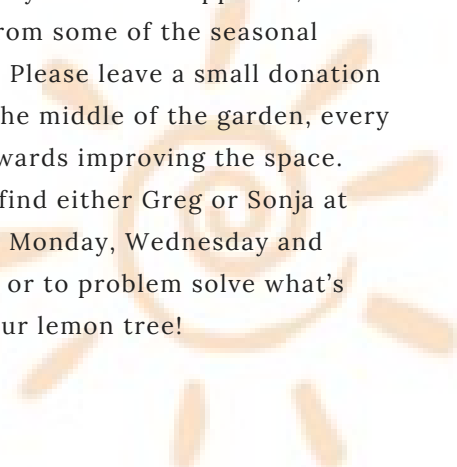 rom some of the seasonal
Please leave a small donation
he middle of the garden, every
wards improving the space.
find either Greg or Sonja at
Monday, Wednesday and
or to problem solve what’s
ur lemon tree!